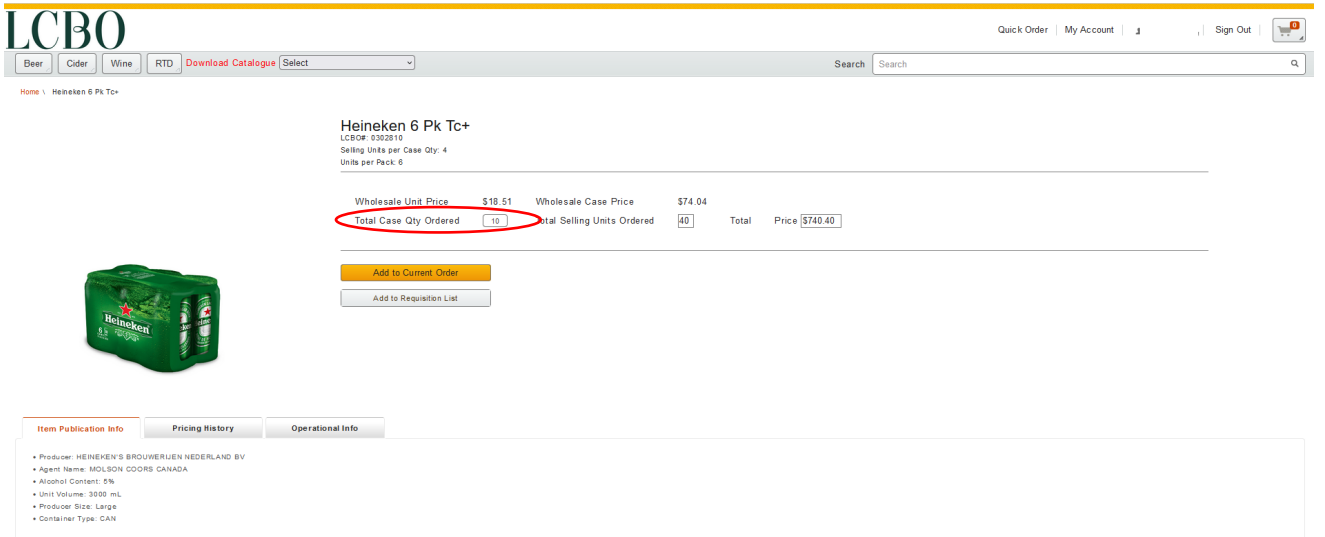 LCBO
Quick Order My Account Sign Out 0
Beer Cider Wine RTD Download Catalogue Select Search Search
Home \ Heineken 6 Pk Tc+
Heineken 6 Pk Tc+
LCBO#: 0302810
Selling Units per Case Qty: 4
Units per Pack: 6
Wholesale Unit Price $18.51 Wholesale Case Price $74.04
Total Case Qty Ordered 10 Total Selling Units Ordered 40 Total Price $740.40
Add to Current Order
Add to Requisition List
Heineken
Item Publication Info Pricing History Operational Info
• Producer: HEINEKEN'S BROUWERIJEN NEDERLAND BV
• Agent Name: MOLSON COORS CANADA
• Alcohol Content: 5%
• Unit Volume: 3000 mL
• Producer Size: Large
• Container Type: CAN